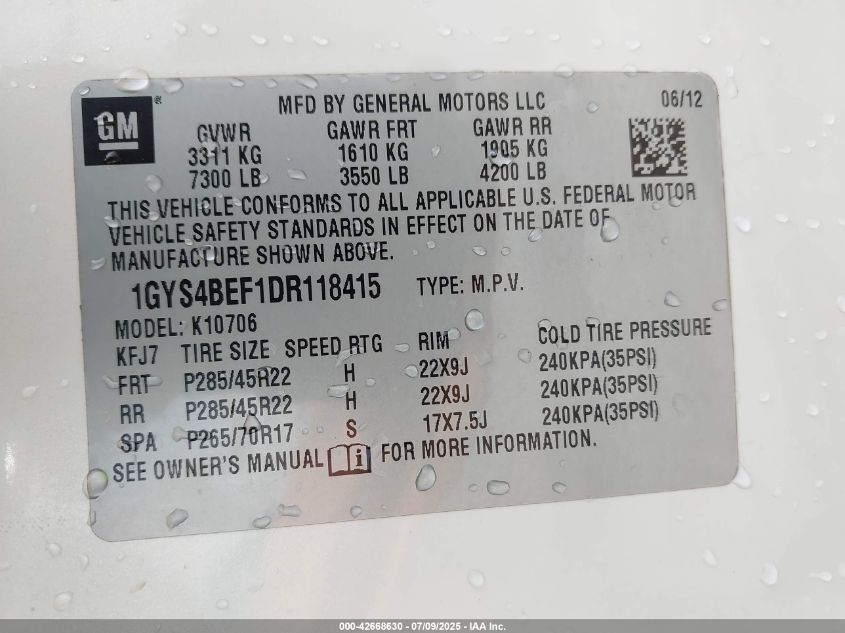 GM ®
MFD BY GENERAL MOTORS LLC 06/12
GVWR GAWR FRT GAWR RR
3311 KG 1610 KG 1905 KG
7300 LB 3550 LB 4200 LB
THIS VEHICLE CONFORMS TO ALL APPLICABLE U.S. FEDERAL MOTOR
VEHICLE SAFETY STANDARDS IN EFFECT ON THE DATE OF
MANUFACTURE SHOWN ABOVE.
1GYS4BEF1DR118415 TYPE: M.P.V.
MODEL: K10706
KFJ7 TIRE SIZE SPEED RTG RIM COLD TIRE PRESSURE
FRT P285/45R22 H 22X9J 240KPA(35PSI)
RR P285/45R22 H 22X9J 240KPA(35PSI)
SPA P265/70R17 S 17X7.5J 240KPA(35PSI)
SEE OWNER'S MANUAL i FOR MORE INFORMATION.
000-42668630 - 07/09/2025 - IAA Inc.